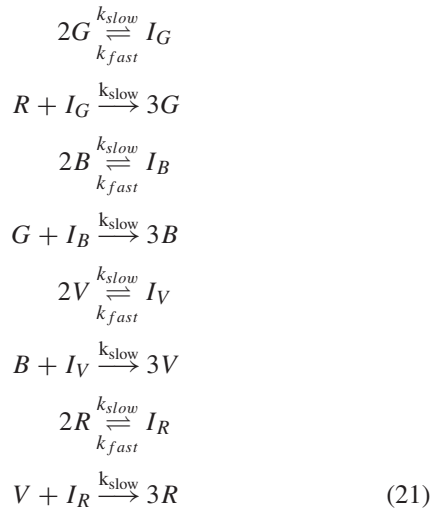 2G k_slow ⇌ k_fast I_G
R + I_G k_slow → 3G
2B k_slow ⇌ k_fast I_B
G + I_B k_slow → 3B
2V k_slow ⇌ k_fast I_V
B + I_V k_slow → 3V
2R k_slow ⇌ k_fast I_R
V + I_R k_slow → 3R (21)